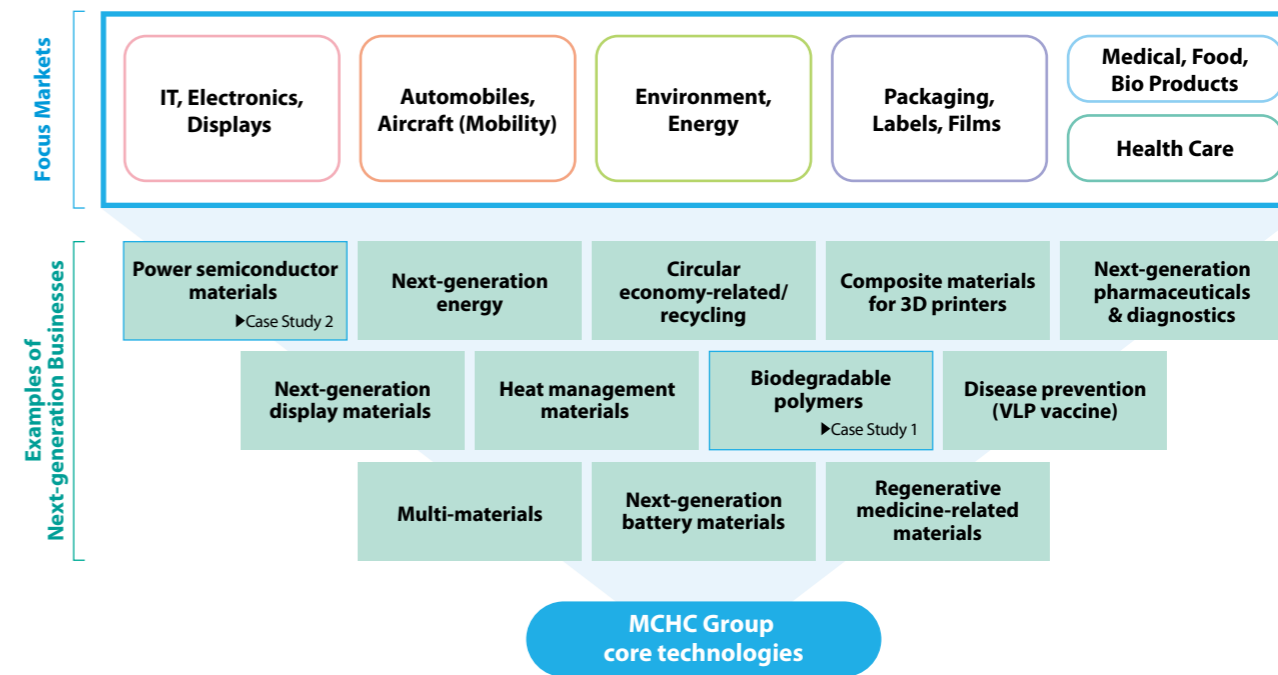 Focus Markets
IT, Electronics,
Displays
Automobiles,
Aircraft (Mobility)
Environment,
Energy
Packaging,
Labels, Films
Medical, Food,
Bio Products
Health Care
Examples of
Next-generation Businesses
Power semiconductor
materials
▶Case Study 2
Next-generation
energy
Circular
economy-related/
recycling
Composite materials
for 3D printers
Next-generation
pharmaceuticals
& diagnostics
Next-generation
display materials
Heat management
materials
Biodegradable
polymers
▶Case Study 1
Disease prevention
(VLP vaccine)
Multi-materials
Next-generation
battery materials
Regenerative
medicine-related
materials
MCHC Group
core technologies